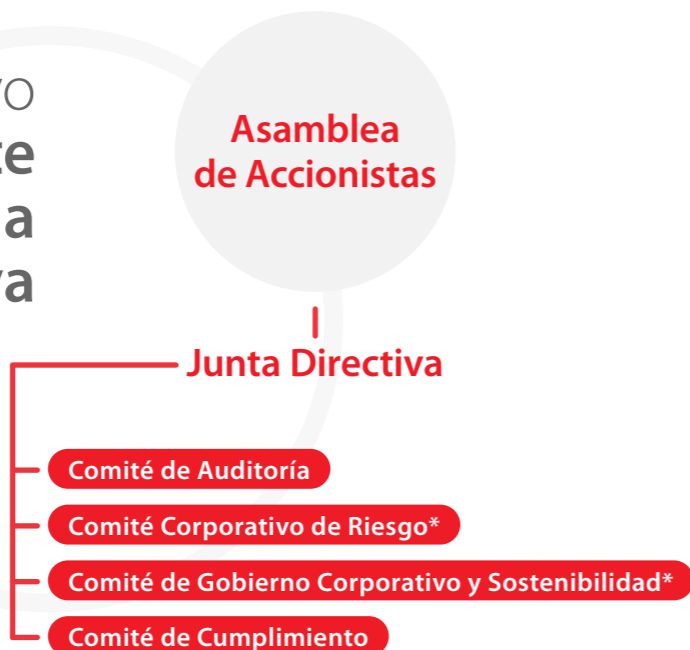 Asamblea
de Accionistas
Junta Directiva
Comité de Auditoría
Comité Corporativo de Riesgo*
Comité de Gobierno Corporativo y Sostenibilidad*
Comité de Cumplimiento